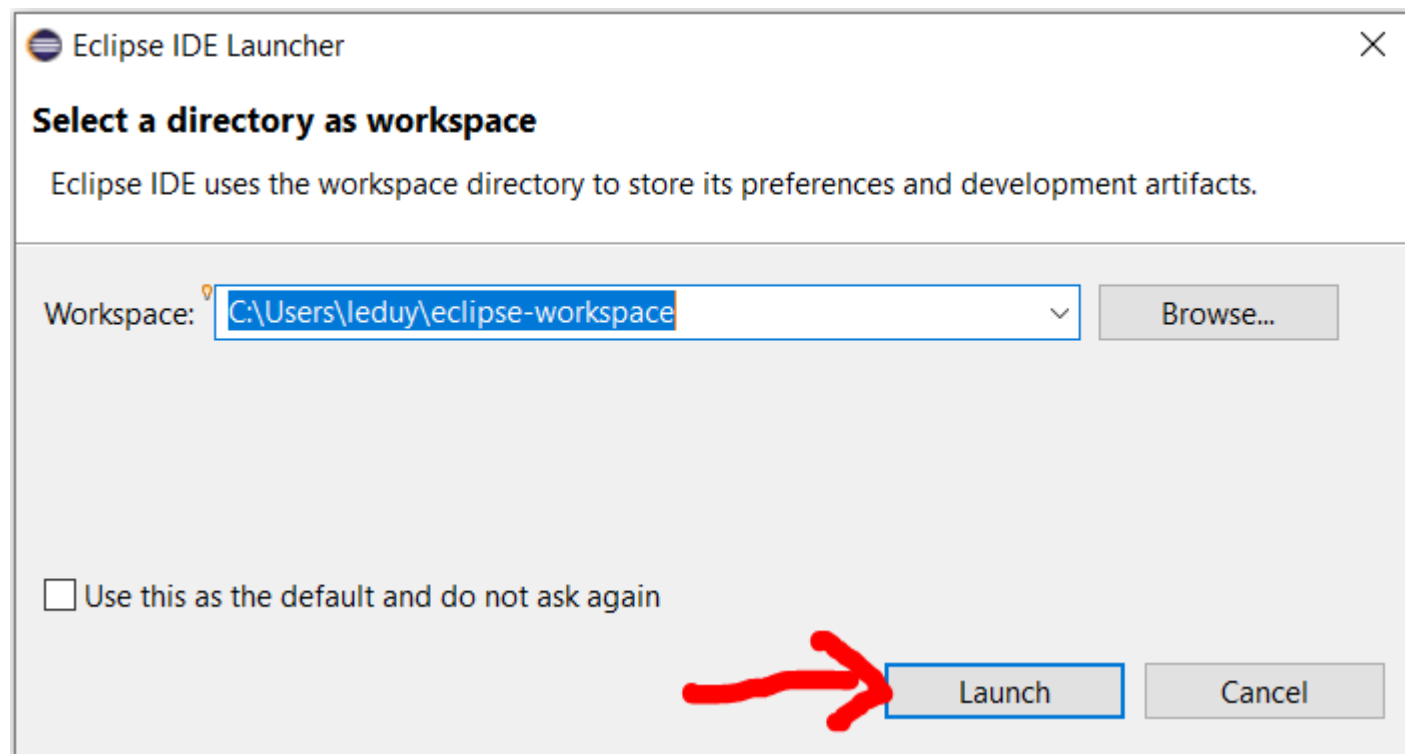 Eclipse IDE Launcher
Select a directory as workspace
Eclipse IDE uses the workspace directory to store its preferences and development artifacts.
Workspace: C:\Users\leduy\eclipse-workspace Browse...
Use this as the default and do not ask again
Launch Cancel